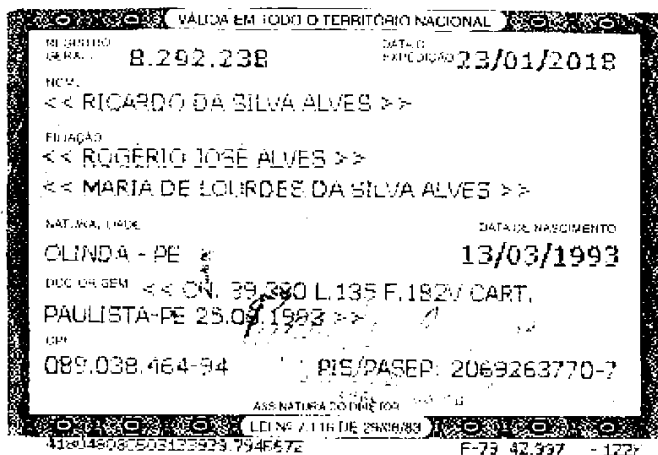 VÁLIDA EM TODO O TERRITÓRIO NACIONAL
REGISTRO GERAL 8.292.238 DATA DE EXPEDIÇÃO 23/01/2018
NOME
<< RICARDO DA SILVA ALVES >>
FILIAÇÃO
<< ROGÉRIO JOSÉ ALVES >>
<< MARIA DE LOURDES DA SILVA ALVES >>
NATURALIDADE DATA DE NASCIMENTO
OLINDA - PE 13/03/1993
DOC ORIGEM << CN. 39.380 L.135 F.182V CART.
PAULISTA-PE >>
CPF
089.038.464-94 PIS/PASEP: 2069263770-7
ASSINATURA DO DIRETOR
LEI Nº 7.116 DE 29/08/83
F-79